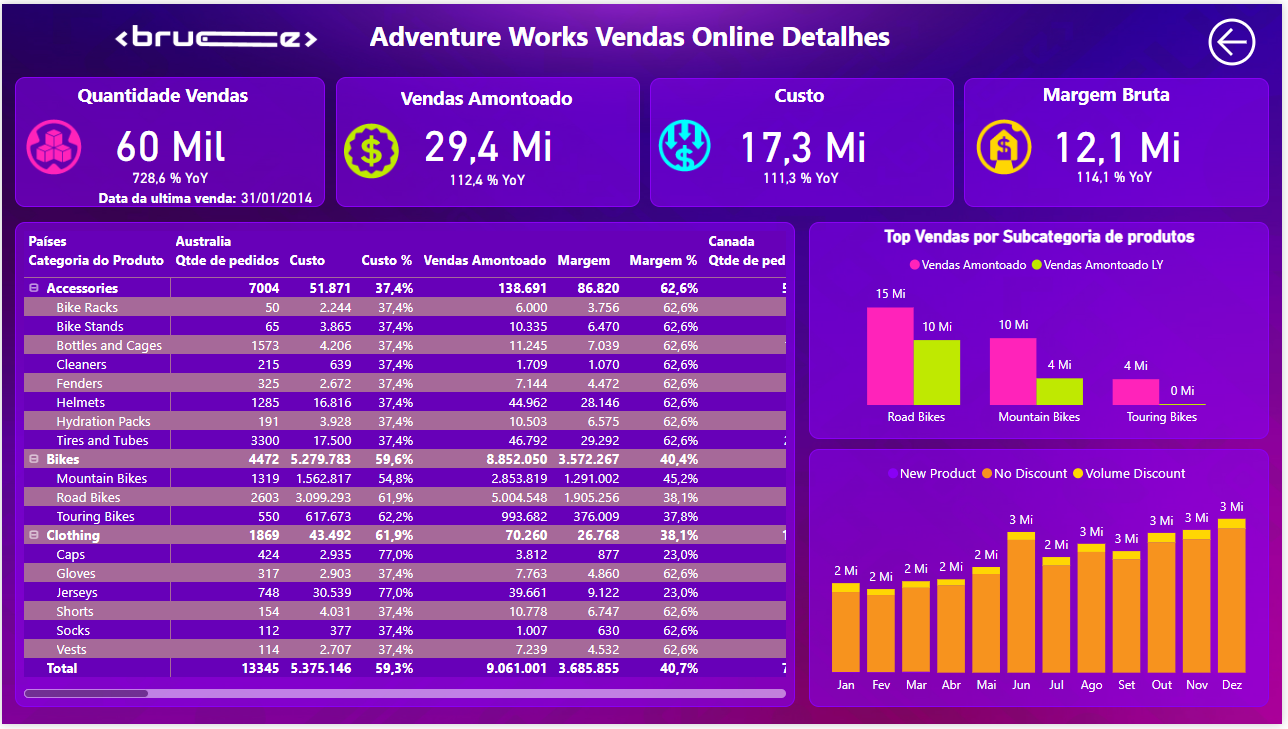 <bruce>
Adventure Works Vendas Online Detalhes
Quantidade Vendas
60 Mil
728,6 % YoY
Data da ultima venda: 31/01/2014
Vendas Amontoado
29,4 Mi
112,4 % YoY
Custo
17,3 Mi
111,3 % YoY
Margem Bruta
12,1 Mi
114,1 % YoY
Países Australia Canada
Categoria do Produto Qtde de pedidos Custo Custo % Vendas Amontoado Margem Margem % Qtde de ped
Accessories 7004 51.871 37,4% 138.691 86.820 62,6%
Bike Racks 50 2.244 37,4% 6.000 3.756 62,6%
Bike Stands 65 3.865 37,4% 10.335 6.470 62,6%
Bottles and Cages 1573 4.206 37,4% 11.245 7.039 62,6%
Cleaners 215 639 37,4% 1.709 1.070 62,6%
Fenders 325 2.672 37,4% 7.144 4.472 62,6%
Helmets 1285 16.816 37,4% 44.962 28.146 62,6%
Hydration Packs 191 3.928 37,4% 10.503 6.575 62,6%
Tires and Tubes 3300 17.500 37,4% 46.792 29.292 62,6%
Bikes 4472 5.279.783 59,6% 8.852.050 3.572.267 40,4%
Mountain Bikes 1319 1.562.817 54,8% 2.853.819 1.291.002 45,2%
Road Bikes 2603 3.099.293 61,9% 5.004.548 1.905.256 38,1%
Touring Bikes 550 617.673 62,2% 993.682 376.009 37,8%
Clothing 1869 43.492 61,9% 70.260 26.768 38,1%
Caps 424 2.935 77,0% 3.812 877 23,0%
Gloves 317 2.903 37,4% 7.763 4.860 62,6%
Jerseys 748 30.539 77,0% 39.661 9.122 23,0%
Shorts 154 4.031 37,4% 10.778 6.747 62,6%
Socks 112 377 37,4% 1.007 630 62,6%
Vests 114 2.707 37,4% 7.239 4.532 62,6%
Total 13345 5.375.146 59,3% 9.061.001 3.685.855 40,7%
Top Vendas por Subcategoria de produtos
Vendas Amontoado Vendas Amontoado LY
15 Mi 10 Mi 10 Mi 4 Mi 4 Mi 0 Mi
Road Bikes Mountain Bikes Touring Bikes
New Product No Discount Volume Discount
2 Mi 2 Mi 2 Mi 2 Mi 2 Mi 3 Mi 2 Mi 3 Mi 3 Mi 3 Mi 3 Mi 3 Mi
Jan Fev Mar Abr Mai Jun Jul Ago Set Out Nov Dez